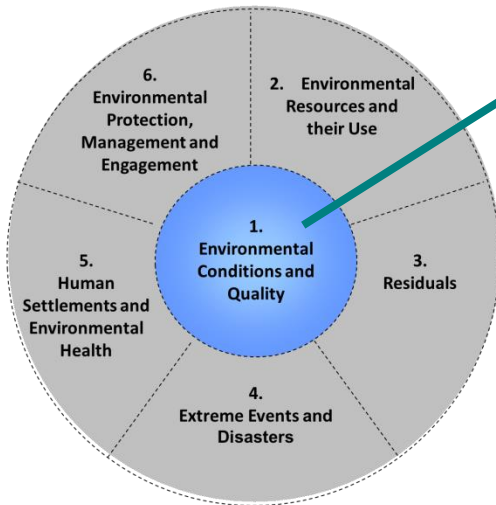 1.
Environmental
Conditions and
Quality
2. Environmental
Resources and
their Use
3.
Residuals
4.
Extreme Events and
Disasters
5.
Human
Settlements and
Environmental
Health
6.
Environmental
Protection,
Management and
Engagement